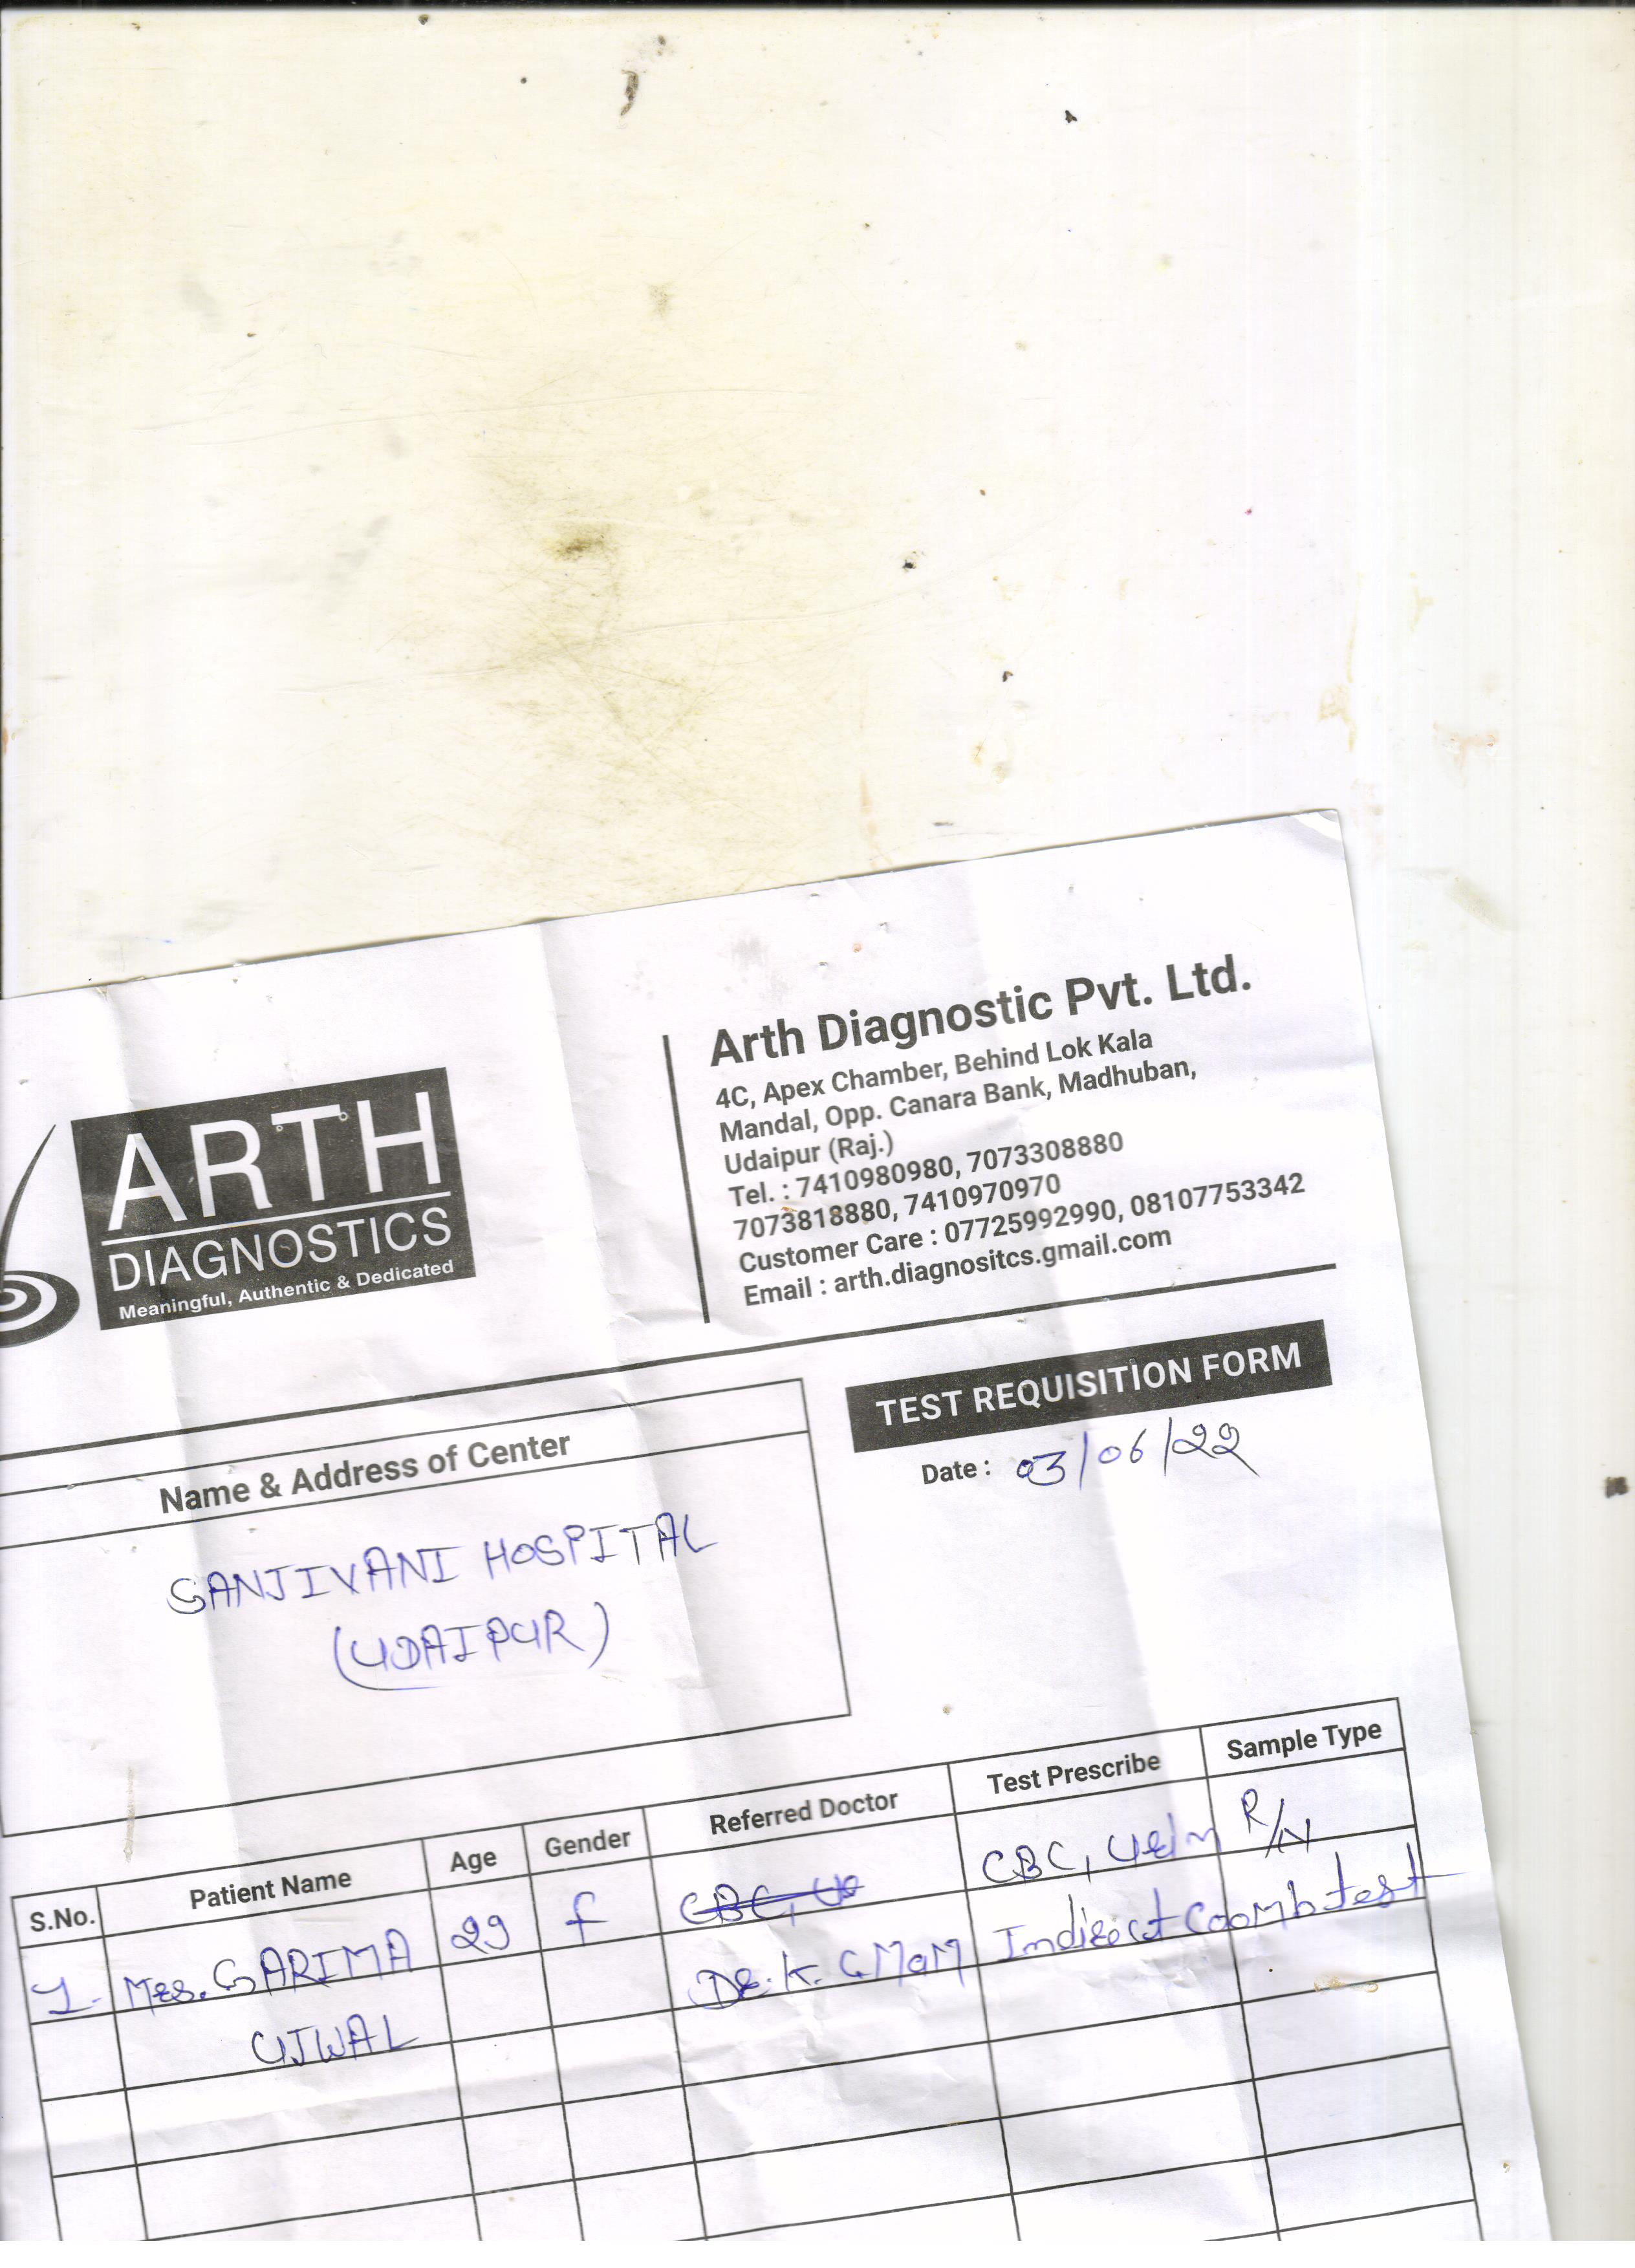 ARTH
DIAGNOSTICS
Meaningful, Authentic & Dedicated
Arth Diagnostic Pvt. Ltd.
4C, Apex Chamber, Behind Lok Kala
Mandal, Opp. Canara Bank, Madhuban,
Udaipur (Raj.)
Tel. : 7410980980, 7073308880
7073818880, 7410970970
Customer Care : 07725992990, 08107753342
Email : arth.diagnositcs.gmail.com
TEST REQUISITION FORM
Date : 03/06/22
Name & Address of Center
SANJIVANI HOSPITAL
(UDAIPUR)
S.No. Patient Name Age Gender Referred Doctor Test Prescribe Sample Type
1. Mrs. GARIMA 29 f CBC, CBC, R/N
UJWAL Dr. K. G MAM Indirect Coomb test